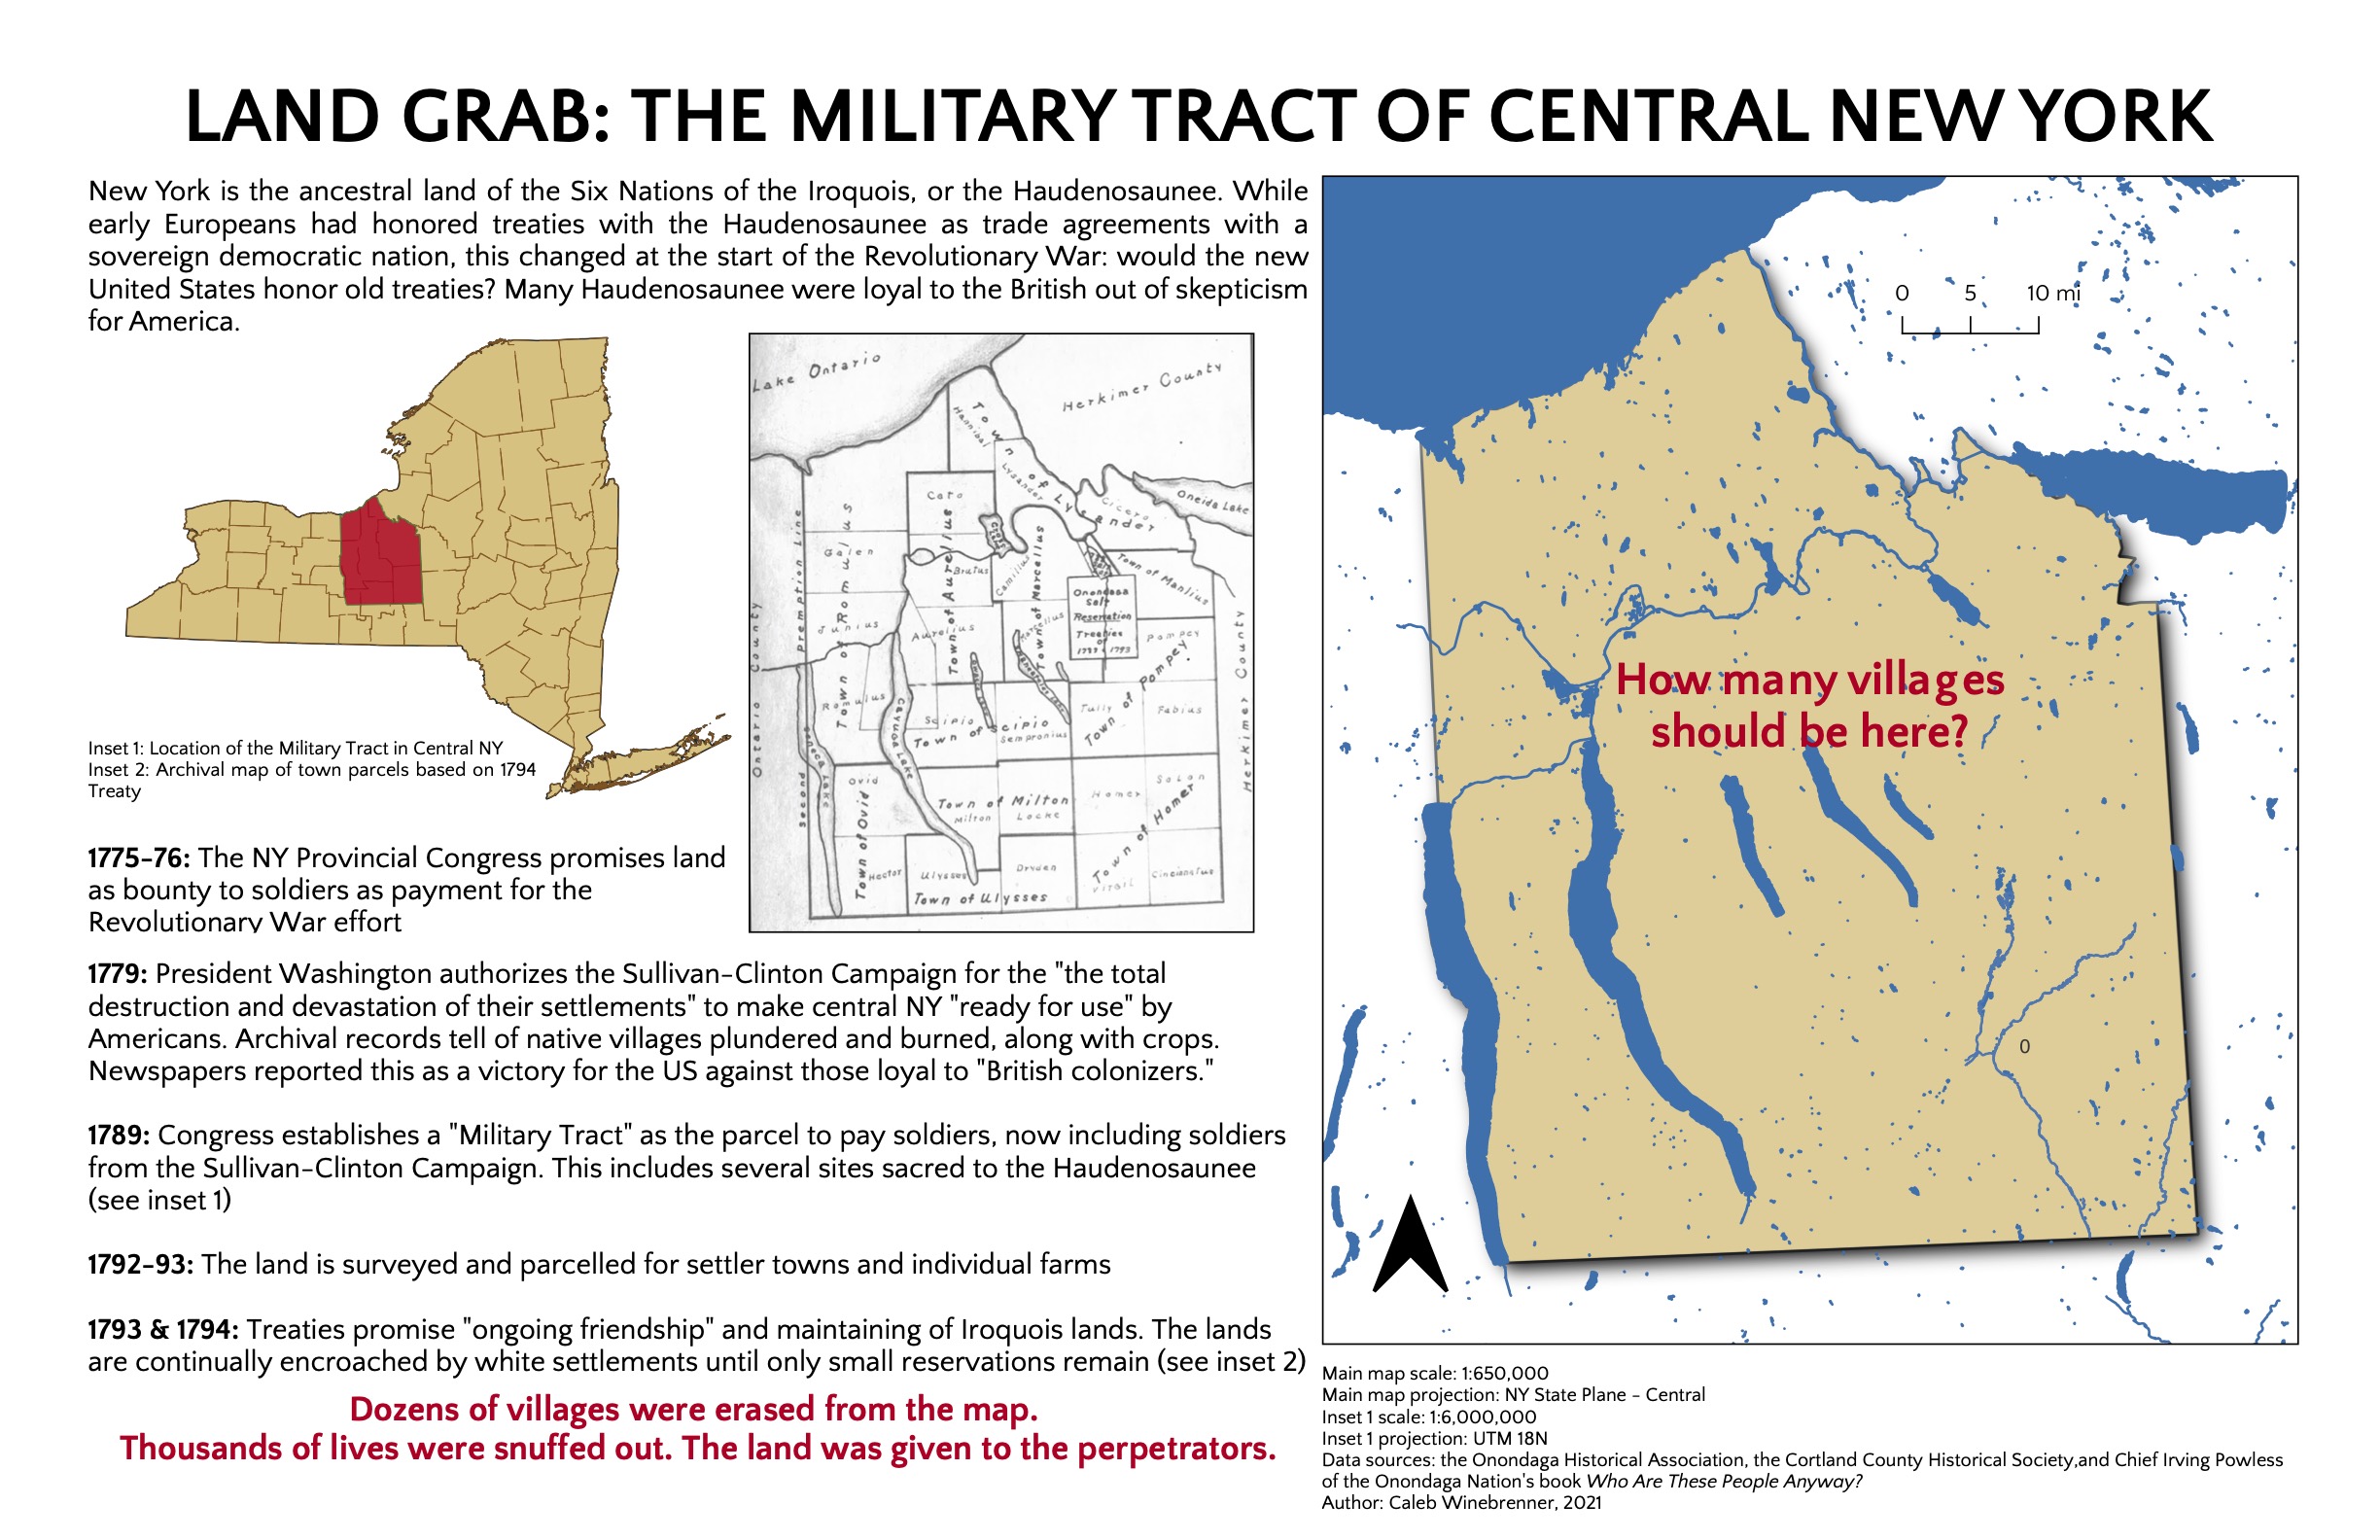 LAND GRAB: THE MILITARY TRACT OF CENTRAL NEW YORK
New York is the ancestral land of the Six Nations of the Iroquois, or the Haudenosaunee. While
early Europeans had honored treaties with the Haudenosaunee as trade agreements with a
sovereign democratic nation, this changed at the start of the Revolutionary War: would the new
United States honor old treaties? Many Haudenosaunee were loyal to the British out of skepticism
for America.
Inset 1: Location of the Military Tract in Central NY
Inset 2: Archival map of town parcels based on 1794
Treaty
Lake Ontario
Herkimer County
Town of Lysander
Hannibal
Lysander
Cato
Cicero
Oneida Lake
Galen
Brutus
Camillus
Town of Manlius
Town of Romulus
Town of Aurelius
Town of Marcellus
Onondaga
Salt
Reservation
Treaties
of
1788 & 1793
Junius
Aurelius
Marcellus
Pompey
Town of Pompey
Romulus
Scipio
Town of Scipio
Sempronius
Tully
Fabius
Ontario County
Second Preemption Line
Seneca Lake
Cayuga Lake
Herkimer County
Ovid
Town of Ovid
Town of Milton
Milton
Locke
Homer
Solon
Town of Homer
Hector
Ulysses
Dryden
Virgil
Cincinnatus
Town of Ulysses
1775-76: The NY Provincial Congress promises land
as bounty to soldiers as payment for the
Revolutionary War effort
1779: President Washington authorizes the Sullivan-Clinton Campaign for the "the total
destruction and devastation of their settlements" to make central NY "ready for use" by
Americans. Archival records tell of native villages plundered and burned, along with crops.
Newspapers reported this as a victory for the US against those loyal to "British colonizers."
1789: Congress establishes a "Military Tract" as the parcel to pay soldiers, now including soldiers
from the Sullivan-Clinton Campaign. This includes several sites sacred to the Haudenosaunee
(see inset 1)
1792-93: The land is surveyed and parcelled for settler towns and individual farms
1793 & 1794: Treaties promise "ongoing friendship" and maintaining of Iroquois lands. The lands
are continually encroached by white settlements until only small reservations remain (see inset 2)
Dozens of villages were erased from the map.
Thousands of lives were snuffed out. The land was given to the perpetrators.
0 5 10 mi
How many villages
should be here?
0
Main map scale: 1:650,000
Main map projection: NY State Plane - Central
Inset 1 scale: 1:6,000,000
Inset 1 projection: UTM 18N
Data sources: the Onondaga Historical Association, the Cortland County Historical Society,and Chief Irving Powless
of the Onondaga Nation's book Who Are These People Anyway?
Author: Caleb Winebrenner, 2021